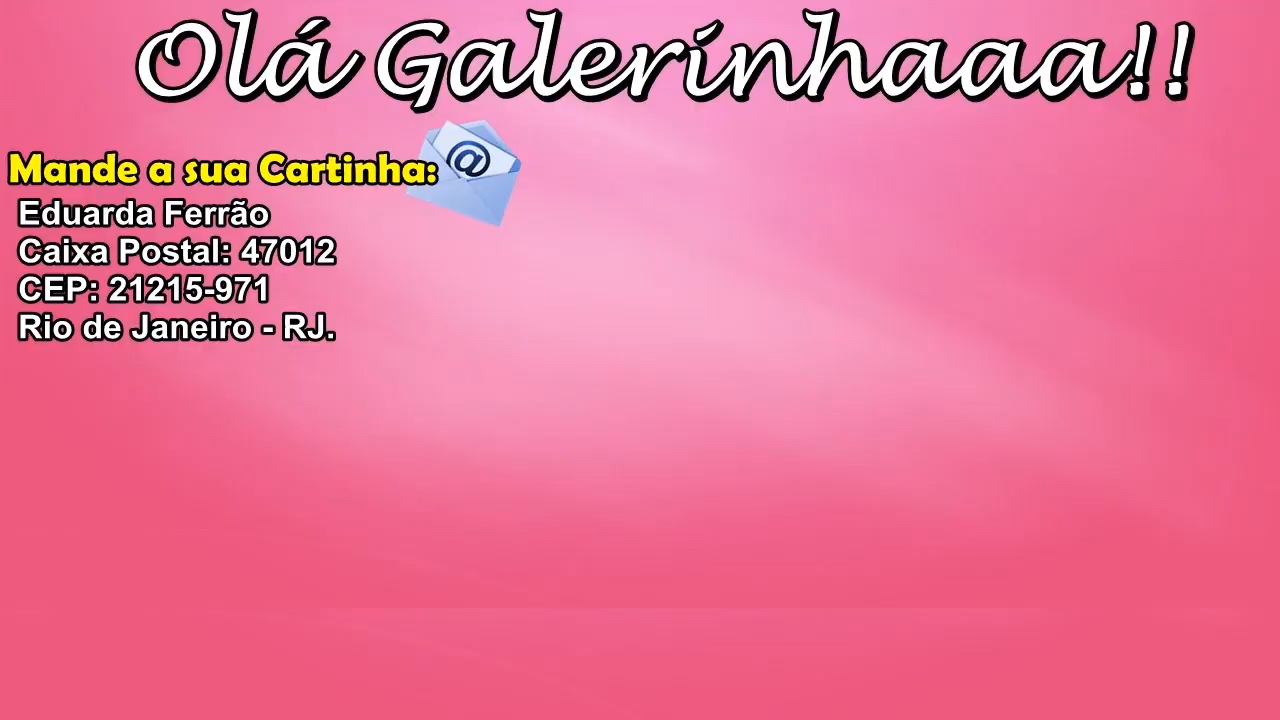 Olá Galerinhaaa!!
Mande a sua Cartinha:
@
Eduarda Ferrão
Caixa Postal: 47012
CEP: 21215-971
Rio de Janeiro - RJ.